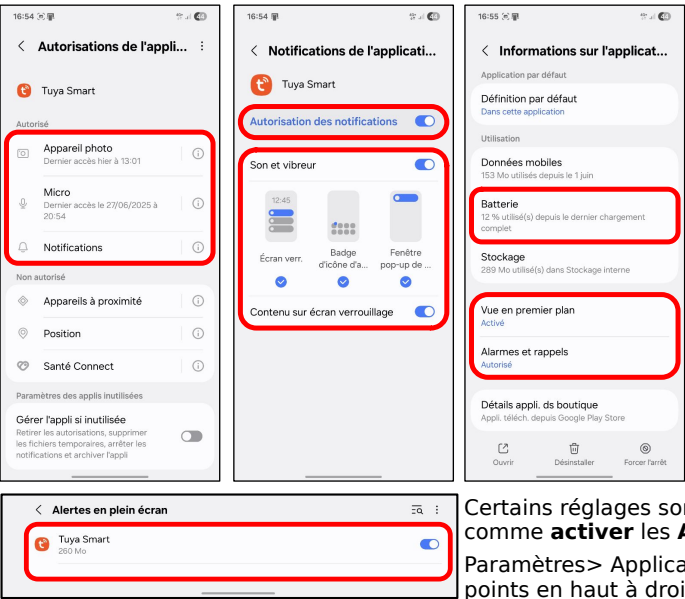 16:54
Autorisations de l'appli...
Tuya Smart
Autorisé
Appareil photo
Dernier accès hier à 13:01
Micro
Dernier accès le 27/06/2025 à
20:54
Notifications
Non autorisé
Appareils à proximité
Position
Santé Connect
Paramètres des applis inutilisées
Gérer l'appli si inutilisée
Retirer les autorisations, supprimer
les fichiers temporaires, arrêter les
notifications et archiver l'appli
16:54
Notifications de l'applicati...
Tuya Smart
Autorisation des notifications
Son et vibreur
12:45
Écran verr.
Badge
d'icône d'a...
Fenêtre
pop-up de ...
Contenu sur écran verrouillage
16:55
Informations sur l'applicat...
Application par défaut
Définition par défaut
Dans cette application
Utilisation
Données mobiles
153 Mo utilisés depuis le 1 juin
Batterie
12 % utilisé(s) depuis le dernier chargement
complet
Stockage
289 Mo utilisé(s) dans Stockage interne
Vue en premier plan
Activé
Alarmes et rappels
Autorisé
Détails appli. ds boutique
Appli. téléch. depuis Google Play Store
Ouvrir
Désinstaller
Forcer l'arrêt
Alertes en plein écran
Tuya Smart
260 Mo
Certains réglages so
comme activer les
Paramètres> Applica
points en haut à droi